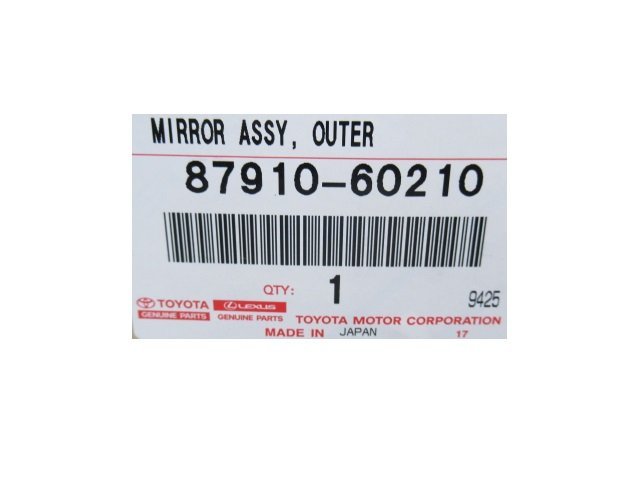 MIRROR ASSY, OUTER
87910-60210
QTY: 1
9425
TOYOTA LEXUS
GENUINE PARTS GENUINE PARTS
TOYOTA MOTOR CORPORATION
MADE IN JAPAN 17